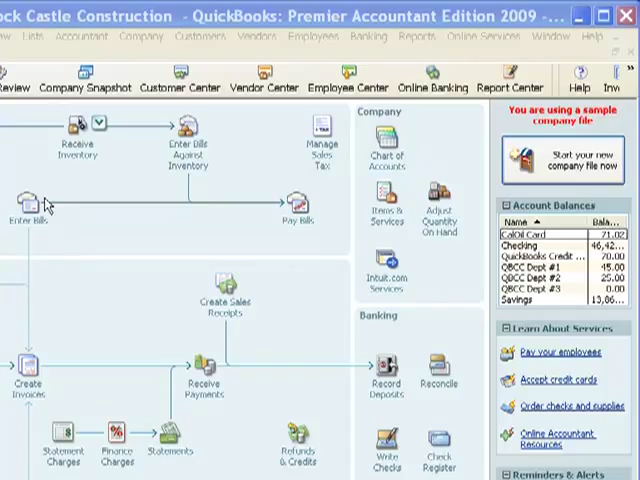 ock Castle Construction - QuickBooks: Premier Accountant Edition 2009 -...
ew Lists Accountant Company Customers Vendors Employees Banking Reports Online Services Window Help
Review Company Snapshot Customer Center Vendor Center Employee Center Online Banking Report Center Help Inv
Receive Inventory
Enter Bills Against Inventory
Manage Sales Tax
Enter Bills
Pay Bills
Create Sales Receipts
Create Invoices
Receive Payments
Statement Charges
Finance Charges
Statements
Refunds & Credits
Company
Chart of Accounts
Items & Services
Adjust Quantity On Hand
Intuit.com Services
Banking
Record Deposits
Reconcile
Write Checks
Check Register
You are using a sample
company file
Start your new
company file now
Account Balances
Name Bala...
CalOil Card 71.02
Checking 46,42...
QuickBooks Credit ... 70.00
QBCC Dept #1 45.00
QBCC Dept #2 25.00
QBCC Dept #3 0.00
Savings 13,86...
Learn About Services
Pay your employees
Accept credit cards
Order checks and supplies
Online Accountant
Resources
Reminders & Alerts